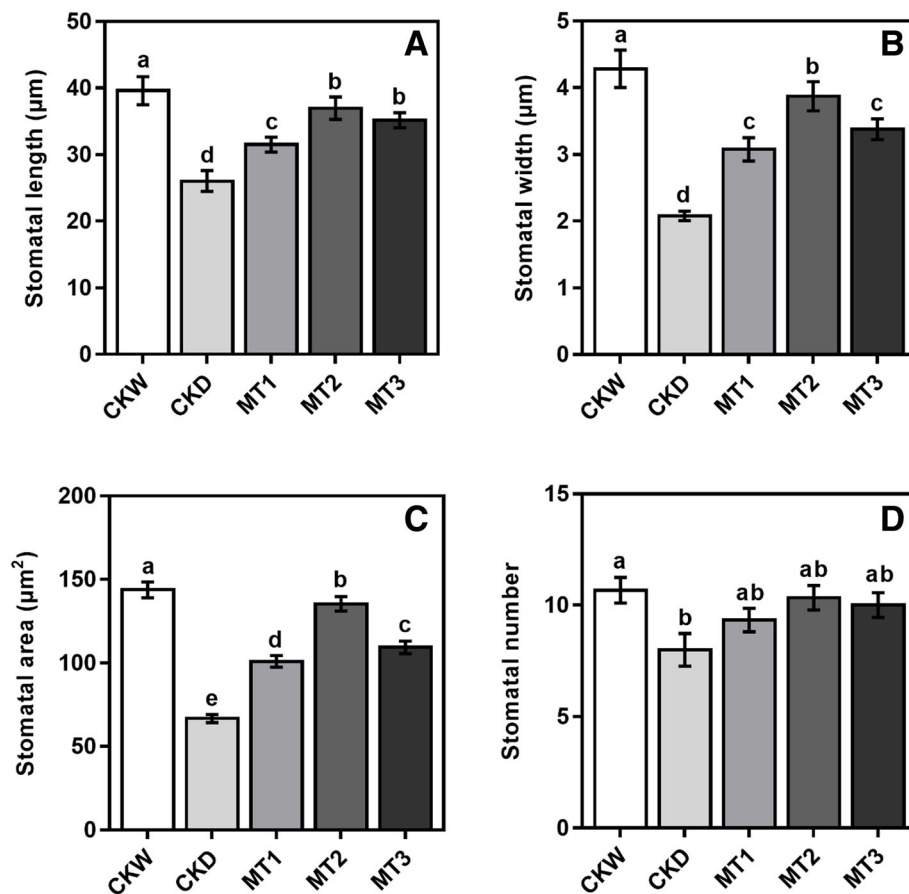 A
Stomatal length (µm)
50
40
30
20
10
0
a
d
c
b
b
CKW
CKD
MT1
MT2
MT3
B
Stomatal width (µm)
5
4
3
2
1
0
a
d
c
b
c
CKW
CKD
MT1
MT2
MT3
C
Stomatal area (µm²)
200
150
100
50
0
a
e
d
b
c
CKW
CKD
MT1
MT2
MT3
D
Stomatal number
15
10
5
0
a
b
ab
ab
ab
CKW
CKD
MT1
MT2
MT3